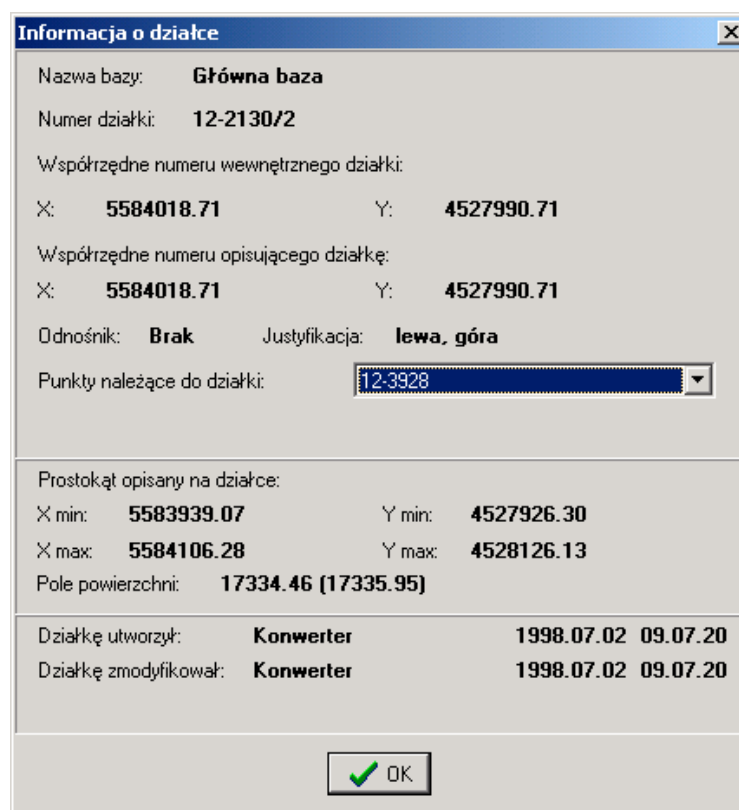 Informacja o działce
Nazwa bazy: Główna baza
Numer działki: 12-2130/2
Współrzędne numeru wewnętrznego działki:
X: 5584018.71 Y: 4527990.71
Współrzędne numeru opisującego działkę:
X: 5584018.71 Y: 4527990.71
Odnośnik: Brak Justyfikacja: lewa, góra
Punkty należące do działki: 12-3928
Prostokąt opisany na działce:
X min: 5583939.07 Y min: 4527926.30
X max: 5584106.28 Y max: 4528126.13
Pole powierzchni: 17334.46 (17335.95)
Działkę utworzył: Konwerter 1998.07.02 09.07.20
Działkę zmodyfikował: Konwerter 1998.07.02 09.07.20
OK